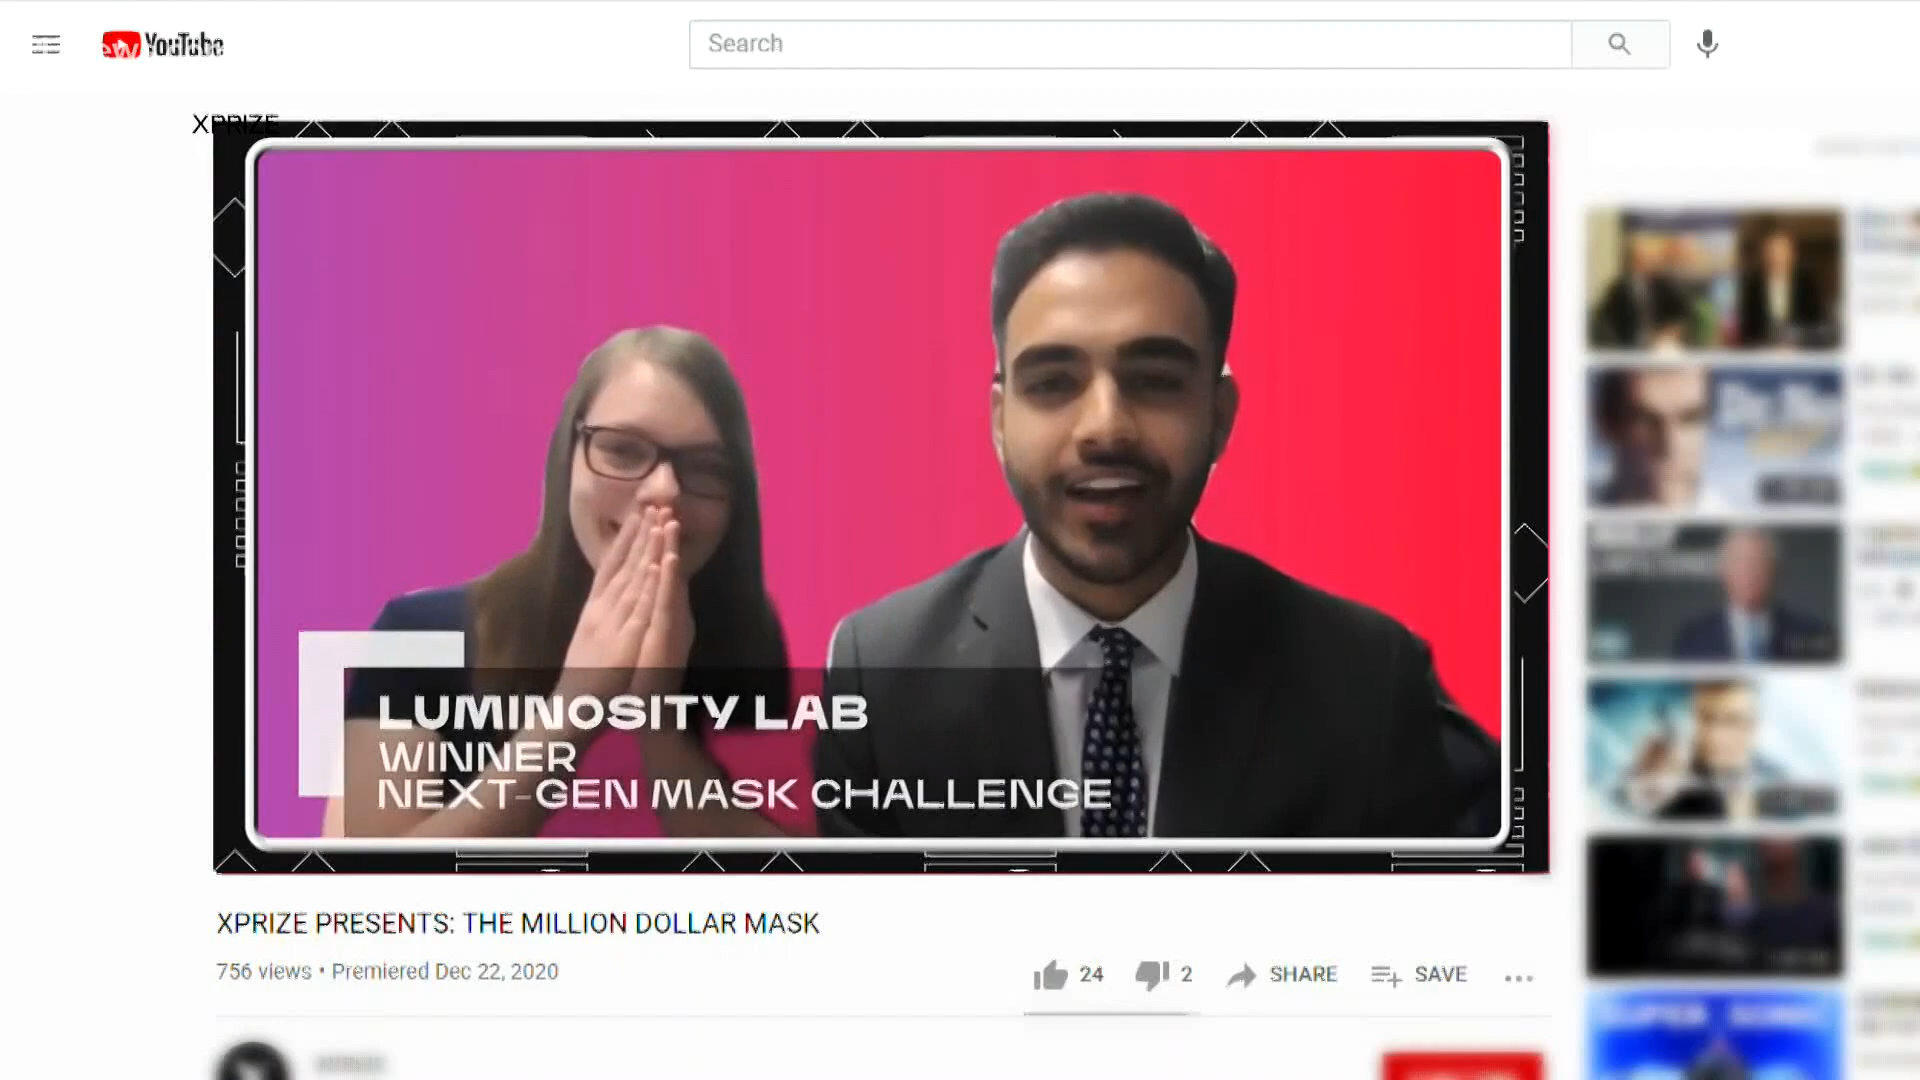 YouTube
Search
XPRIZE
LUMINOSITY LAB
WINNER
NEXT-GEN MASK CHALLENGE
XPRIZE PRESENTS: THE MILLION DOLLAR MASK
756 views • Premiered Dec 22, 2020
24
2
SHARE
SAVE